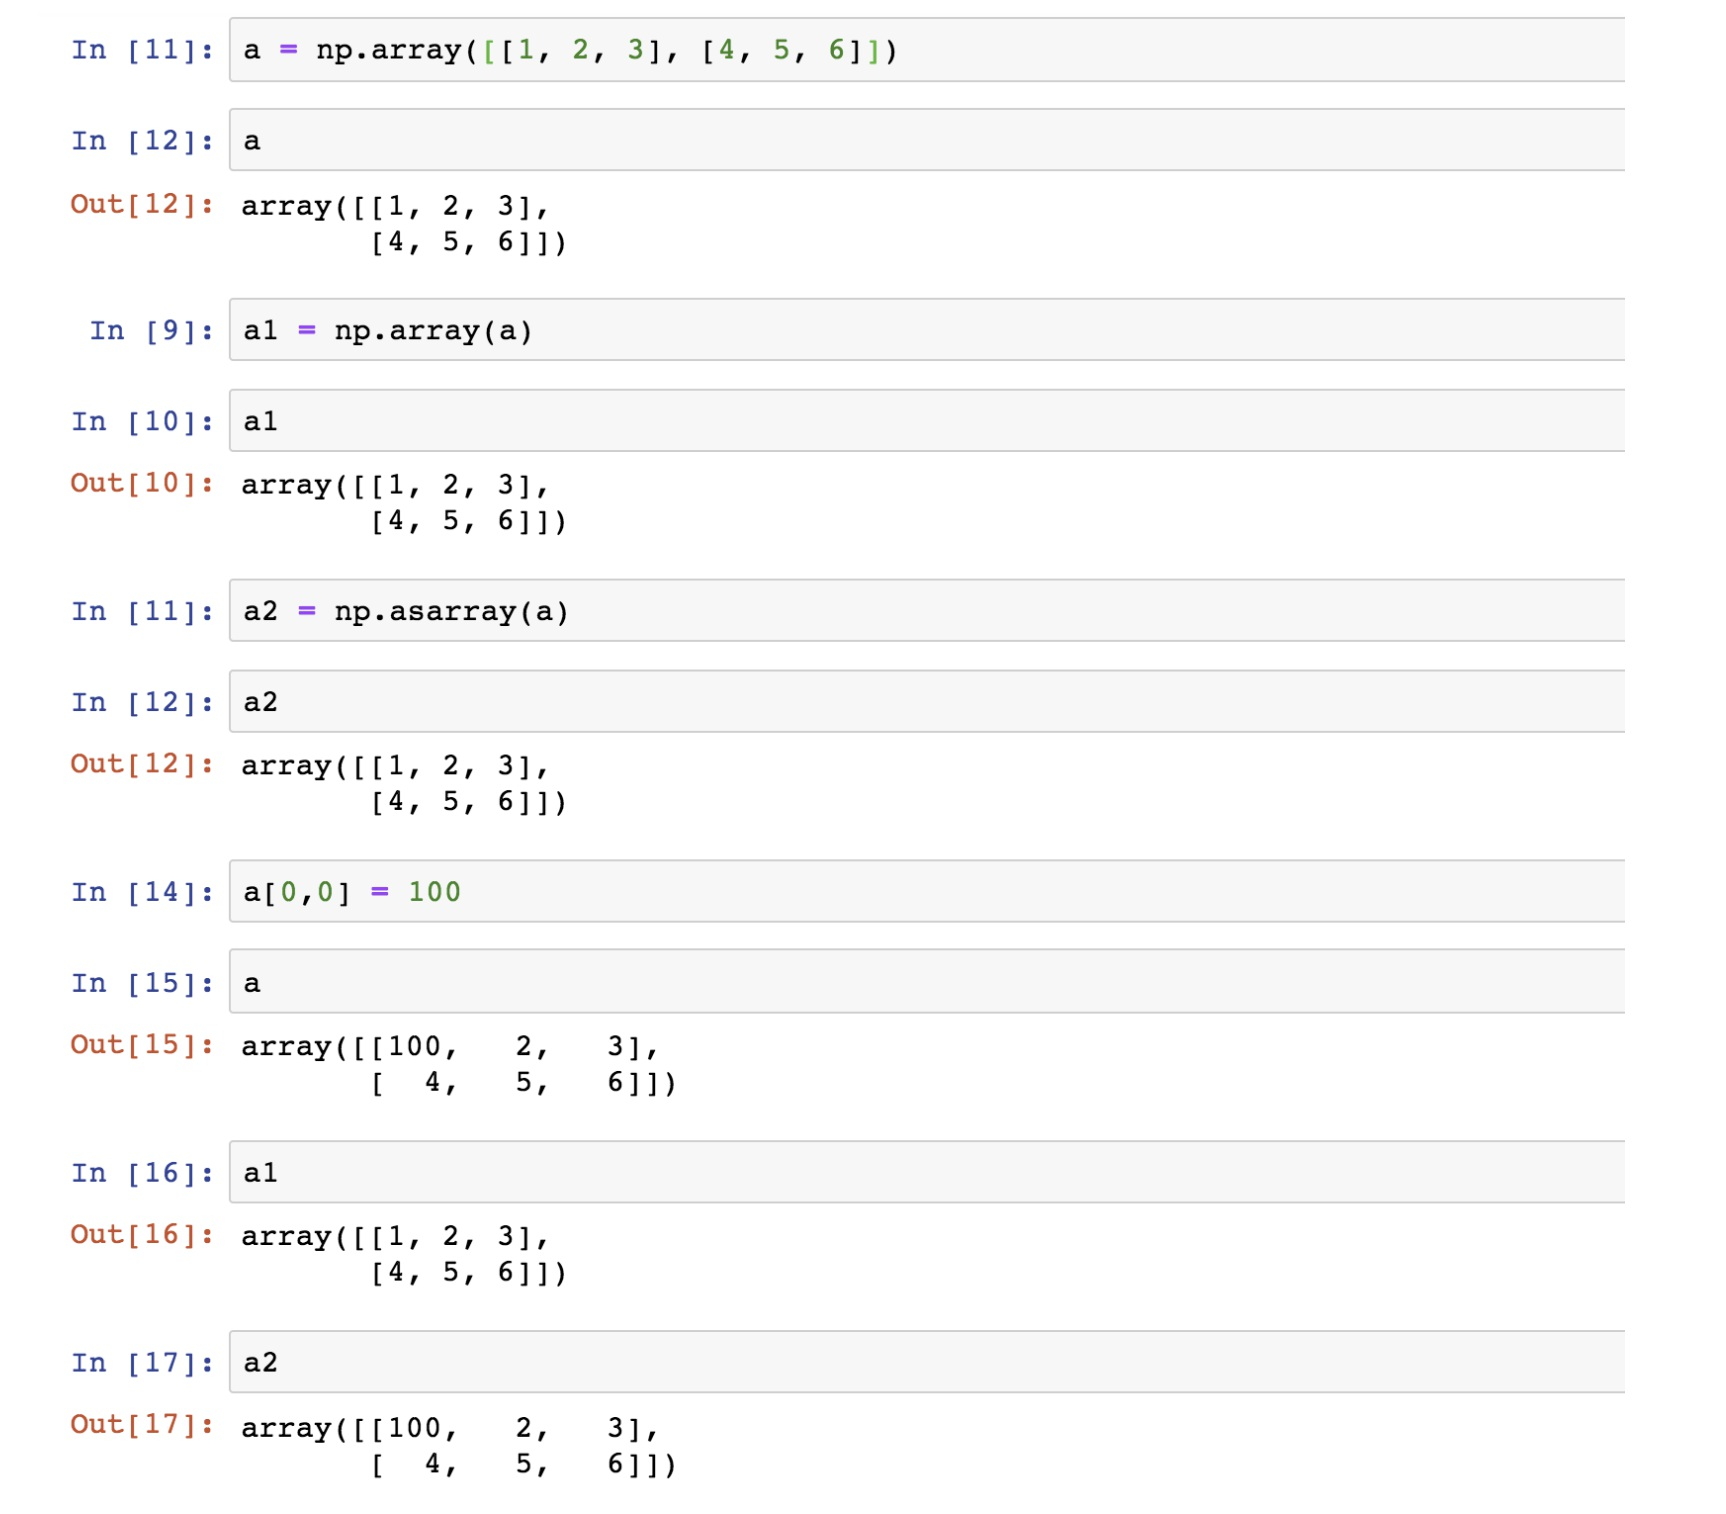 In [11]: a = np.array([[1, 2, 3], [4, 5, 6]])
In [12]: a
Out[12]: array([[1, 2, 3],
       [4, 5, 6]])
In [9]: a1 = np.array(a)
In [10]: a1
Out[10]: array([[1, 2, 3],
       [4, 5, 6]])
In [11]: a2 = np.asarray(a)
In [12]: a2
Out[12]: array([[1, 2, 3],
       [4, 5, 6]])
In [14]: a[0,0] = 100
In [15]: a
Out[15]: array([[100,   2,   3],
       [  4,   5,   6]])
In [16]: a1
Out[16]: array([[1, 2, 3],
       [4, 5, 6]])
In [17]: a2
Out[17]: array([[100,   2,   3],
       [  4,   5,   6]])